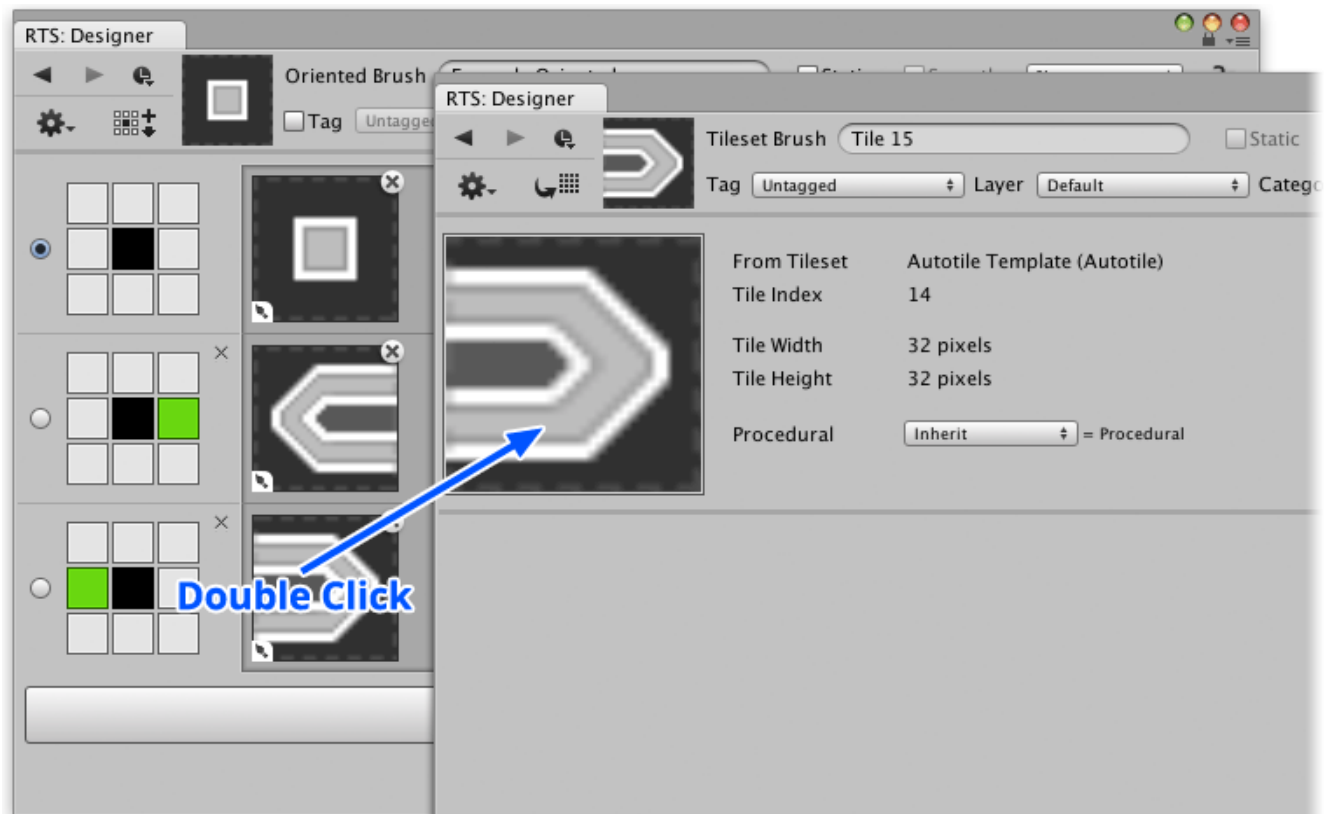 RTS: Designer
Oriented Brush
Tag Untagged
RTS: Designer
Tileset Brush Tile 15 Static
Tag Untagged Layer Default
From Tileset Autotile Template (Autotile)
Tile Index 14
Tile Width 32 pixels
Tile Height 32 pixels
Procedural Inherit = Procedural
Double Click